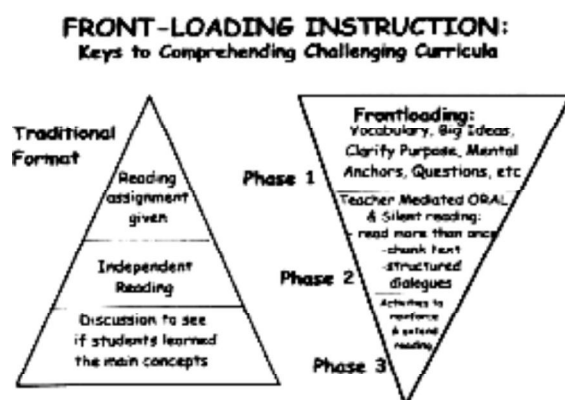 FRONT-LOADING INSTRUCTION:
Keys to Comprehending Challenging Curricula
Traditional
Format
Reading
assignment
given
Independent
Reading
Discussion to see
if students learned
the main concepts
Frontloading:
Vocabulary, Big Ideas,
Clarify Purpose, Mental
Anchors, Questions, etc
Phase 1
Teacher Mediated ORAL
& Silent reading:
- read more than once
-chunk text
-structured
dialogues
Phase 2
Activities to
reinforce
& extend
reading
Phase 3